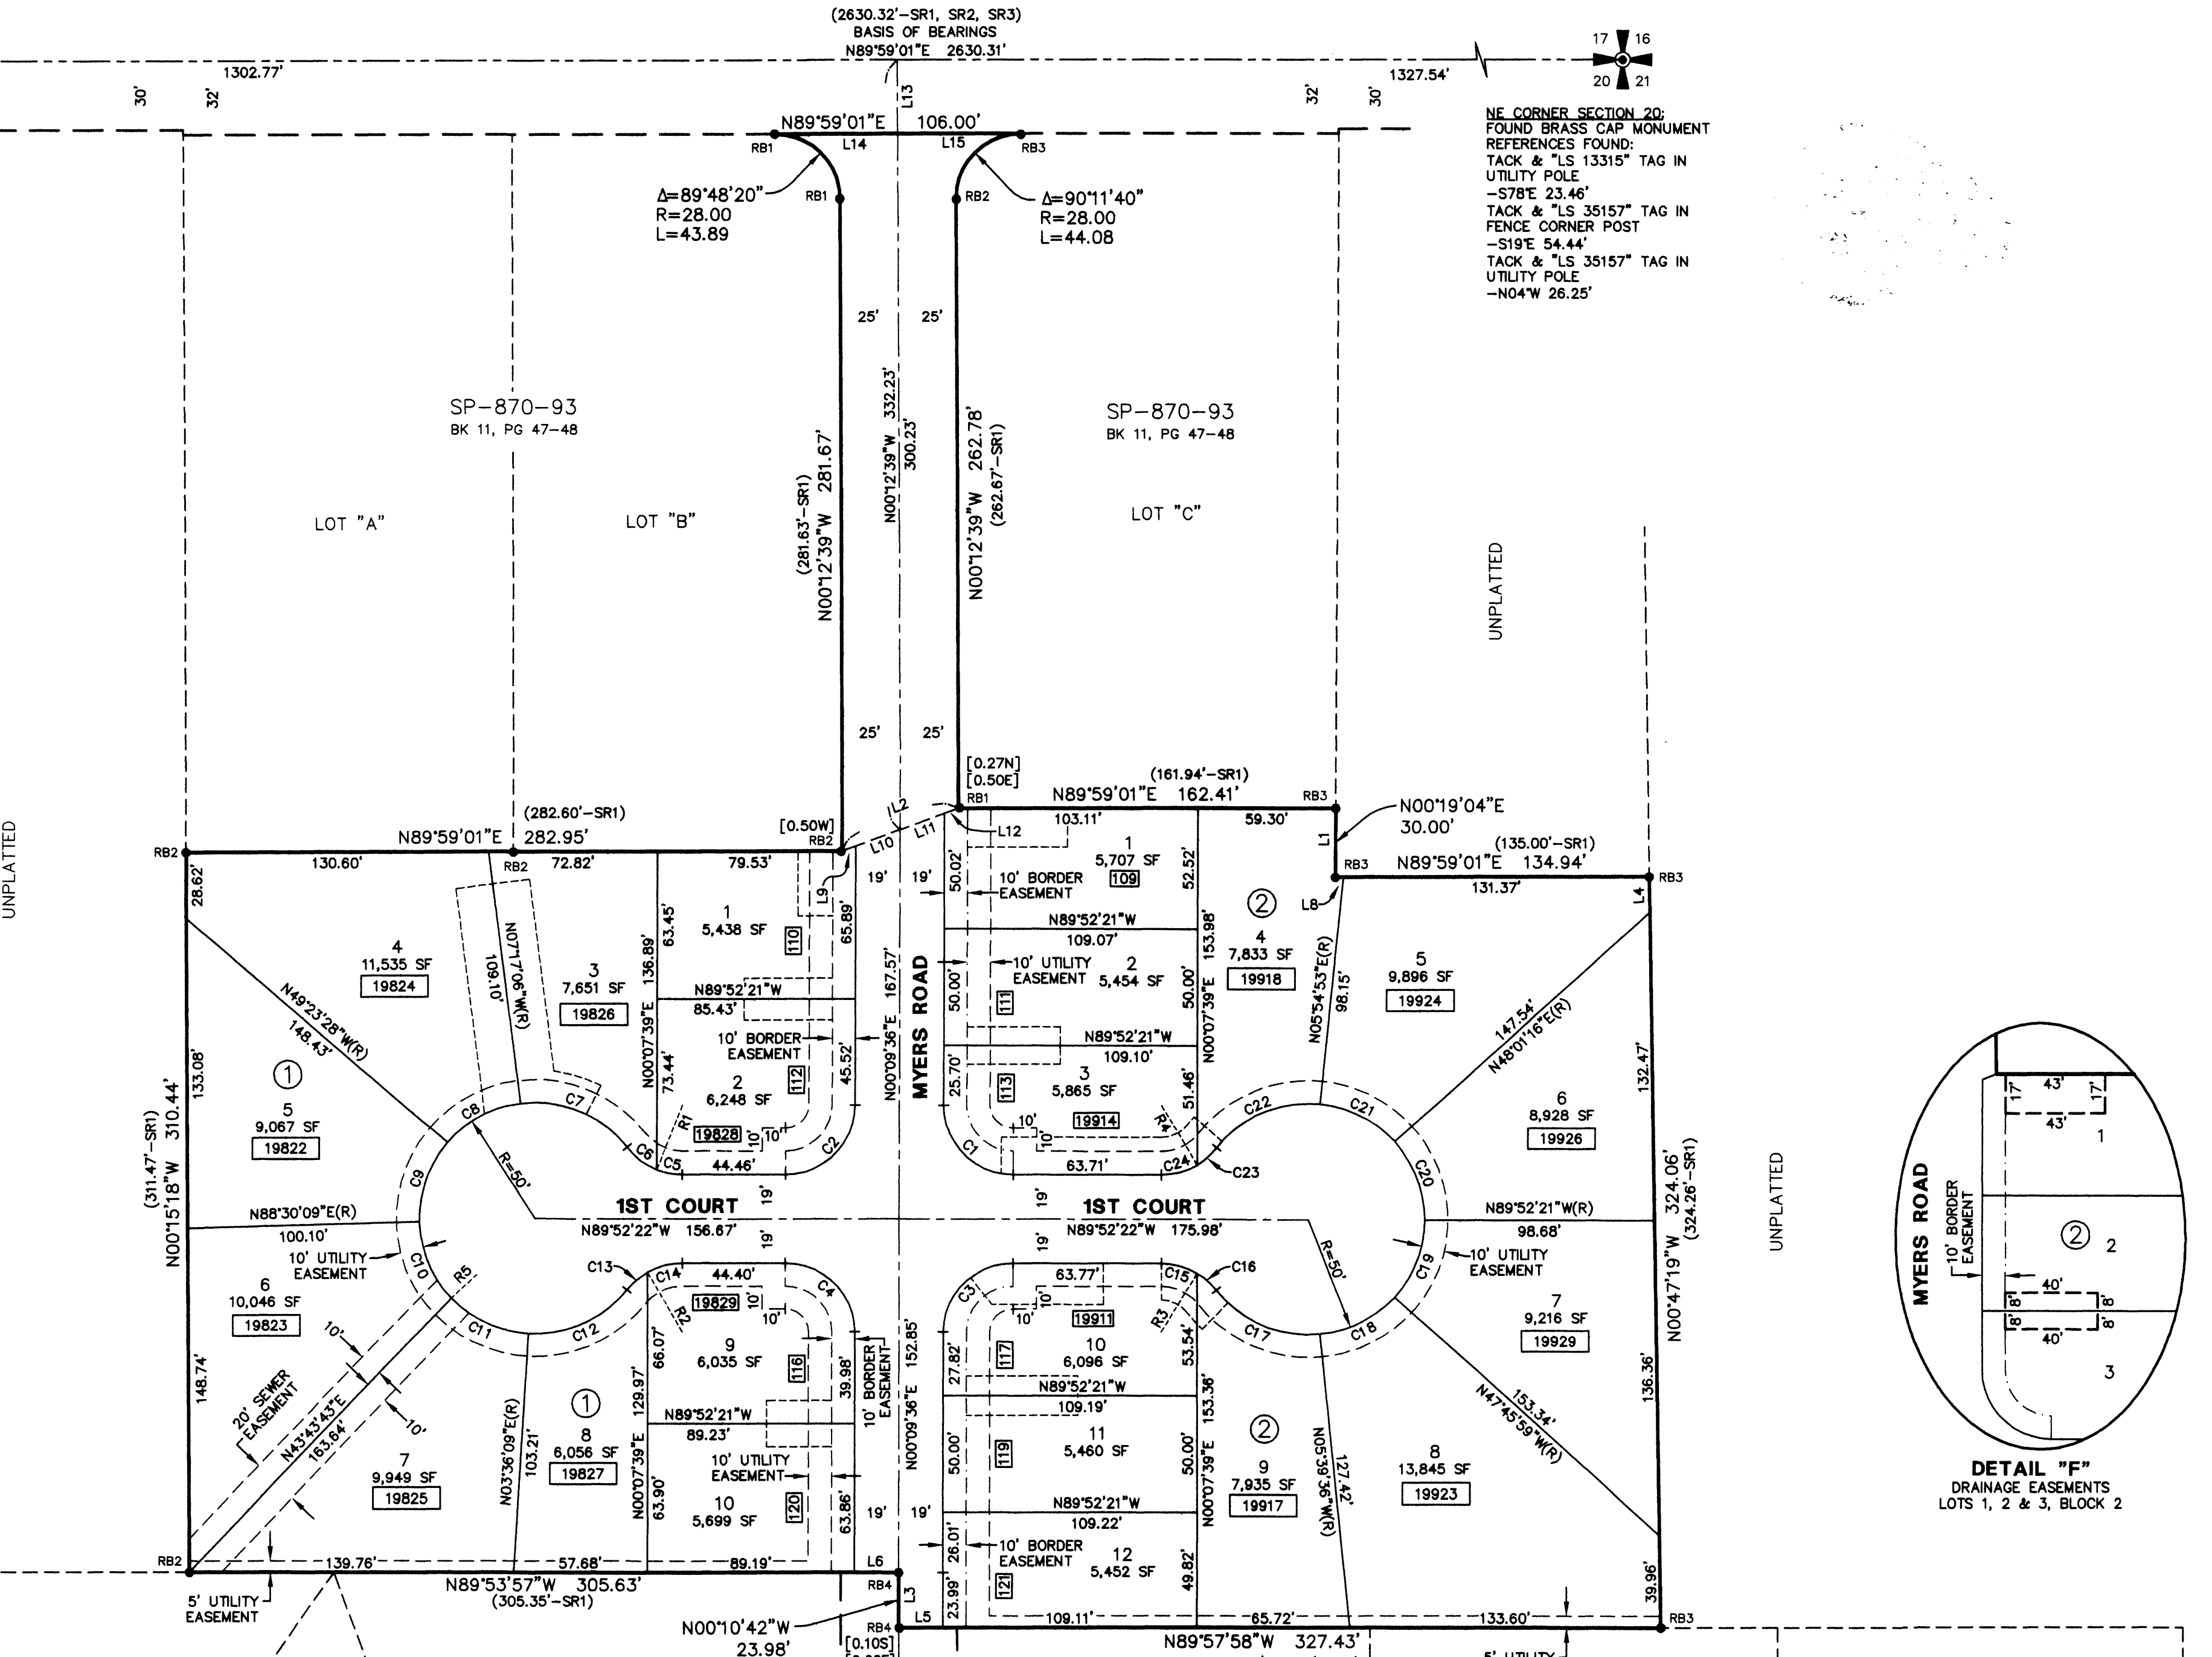 (2630.32'-SR1, SR2, SR3)
BASIS OF BEARINGS
N89°59'01"E 2630.31'
1302.77'
1327.54'
17 16
20 21
30'
32'
L13
32'
30'
N89°59'01"E 106.00'
RB1
L14
L15
RB3
NE CORNER SECTION 20:
FOUND BRASS CAP MONUMENT
REFERENCES FOUND:
TACK & "LS 13315" TAG IN
UTILITY POLE
-S78°E 23.46'
TACK & "LS 35157" TAG IN
FENCE CORNER POST
-S19°E 54.44'
TACK & "LS 35157" TAG IN
UTILITY POLE
-N04°W 26.25'
Δ=89°48'20"
R=28.00
L=43.89
RB1
RB2
Δ=90°11'40"
R=28.00
L=44.08
25'
25'
SP-870-93
BK 11, PG 47-48
SP-870-93
BK 11, PG 47-48
LOT "A"
LOT "B"
LOT "C"
(281.63'-SR1)
N00°12'39"W 281.67'
N00°12'39"W 332.23'
300.23'
N00°12'39"W 262.78'
(262.67'-SR1)
UNPLATTED
25'
25'
[0.27N]
[0.50E]
RB1
(161.94'-SR1)
N89°59'01"E 162.41'
RB3
103.11'
59.30'
L1
N00°19'04"E
30.00'
(135.00'-SR1)
RB3
N89°59'01"E 134.94'
RB3
131.37'
L8
L4
UNPLATTED
(282.60'-SR1)
N89°59'01"E 282.95'
[0.50W]
RB2
RB2
RB2
130.60'
72.82'
79.53'
L2
L10
L11
L12
L9
28.62'
4
11,535 SF
19824
N07°17'06"W(R)
109.10'
3
7,651 SF
19826
63.45'
N00°07'39"E 136.89'
73.44'
1
5,438 SF
110
65.89'
N89°52'21"W
85.43'
10' BORDER
EASEMENT
2
6,248 SF
112
19828
45.52'
10'
10'
R1
C2
19'
19'
N00°09'36"E 167.57'
MYERS ROAD
50.02'
10' BORDER
EASEMENT
1
5,707 SF
109
52.52'
N89°52'21"W
109.07'
10' UTILITY
EASEMENT
2
5,454 SF
111
50.00'
50.00'
N00°07'39"E 153.98'
N89°52'21"W
109.10'
3
5,865 SF
113
19914
25.70'
51.46'
10'
10'
R4
C1
2
4
7,833 SF
19918
N05°54'53"E(R)
98.15'
5
9,896 SF
19924
147.54'
N48°01'16"E(R)
132.47'
6
8,928 SF
19926
C22
C21
C20
C23
C24
N49°23'28"W(R)
148.43'
133.08'
1
5
9,067 SF
19822
(311.47'-SR1)
N00°15'18"W 310.44'
C8
C7
C6
C5
C9
R=50'
44.46'
63.71'
1ST COURT
N89°52'22"W 156.67'
19'
19'
19'
19'
1ST COURT
N89°52'22"W 175.98'
R=50'
N88°30'09"E(R)
100.10'
N89°52'21"W(R)
98.68'
10' UTILITY
EASEMENT
10' UTILITY
EASEMENT
N00°47'19"W 324.06'
(324.26'-SR1)
UNPLATTED
C10
R5
C11
C12
C13
C14
44.40'
C4
63.77'
C3
C15
C16
C17
C18
C19
6
10,046 SF
19823
148.74'
10'
20' SEWER
EASEMENT
N43°43'43"E
163.64'
10'
7
9,949 SF
19825
N03°36'09"E(R)
103.21'
1
8
6,056 SF
19827
19829
10'
10'
R2
66.07'
N00°07'39"E 129.97'
63.90'
9
6,035 SF
116
39.98'
10' BORDER
EASEMENT
N89°52'21"W
89.23'
10' UTILITY
EASEMENT
10
5,699 SF
120
63.86'
N00°09'36"E 152.85'
19'
19'
10'
10'
19911
R3
27.82'
117
10
6,096 SF
53.54'
N89°52'21"W
109.19'
11
5,460 SF
119
50.00'
50.00'
N00°07'39"E 153.36'
N89°52'21"W
109.22'
10' BORDER
EASEMENT
12
5,452 SF
121
26.01'
23.99'
49.82'
2
9
7,935 SF
19917
N05°39'36"W(R)
127.42'
8
13,845 SF
19923
7
9,216 SF
19929
153.34'
N47°45'59"W(R)
136.36'
39.96'
RB2
139.76'
57.68'
89.19'
L6
N89°53'57"W 305.63'
(305.35'-SR1)
5' UTILITY
EASEMENT
RB4
L3
N00°10'42"W
23.98'
RB4
[0.10S]
L5
109.11'
65.72'
133.60'
N89°57'58"W 327.43'
RB3
5' UTILITY
17'
43'
17'
43'
1
MYERS ROAD
10' BORDER
EASEMENT
2
2
40'
8'
8'
8'
8'
40'
3
DETAIL "F"
DRAINAGE EASEMENTS
LOTS 1, 2 & 3, BLOCK 2